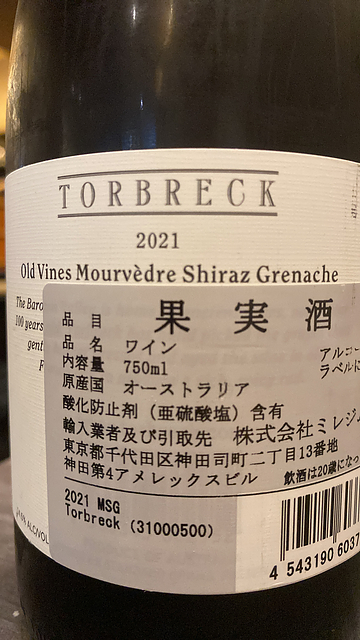 TORBRECK
2021
Old Vines Mourvèdre Shiraz Grenache
The Baro
100 years
gent
品目 果実酒
品名 ワイン
内容量 750ml
原産国 オーストラリア
酸化防止剤（亜硫酸塩）含有
輸入業者及び引取先 株式会社ミレジ
東京都千代田区神田司町二丁目13番地
神田第4アメレックスビル 飲酒は20歳になっ
アルコー
ラベルに
2021 MSG
Torbreck (31000500)
4 543190 6037
ALC/VOL